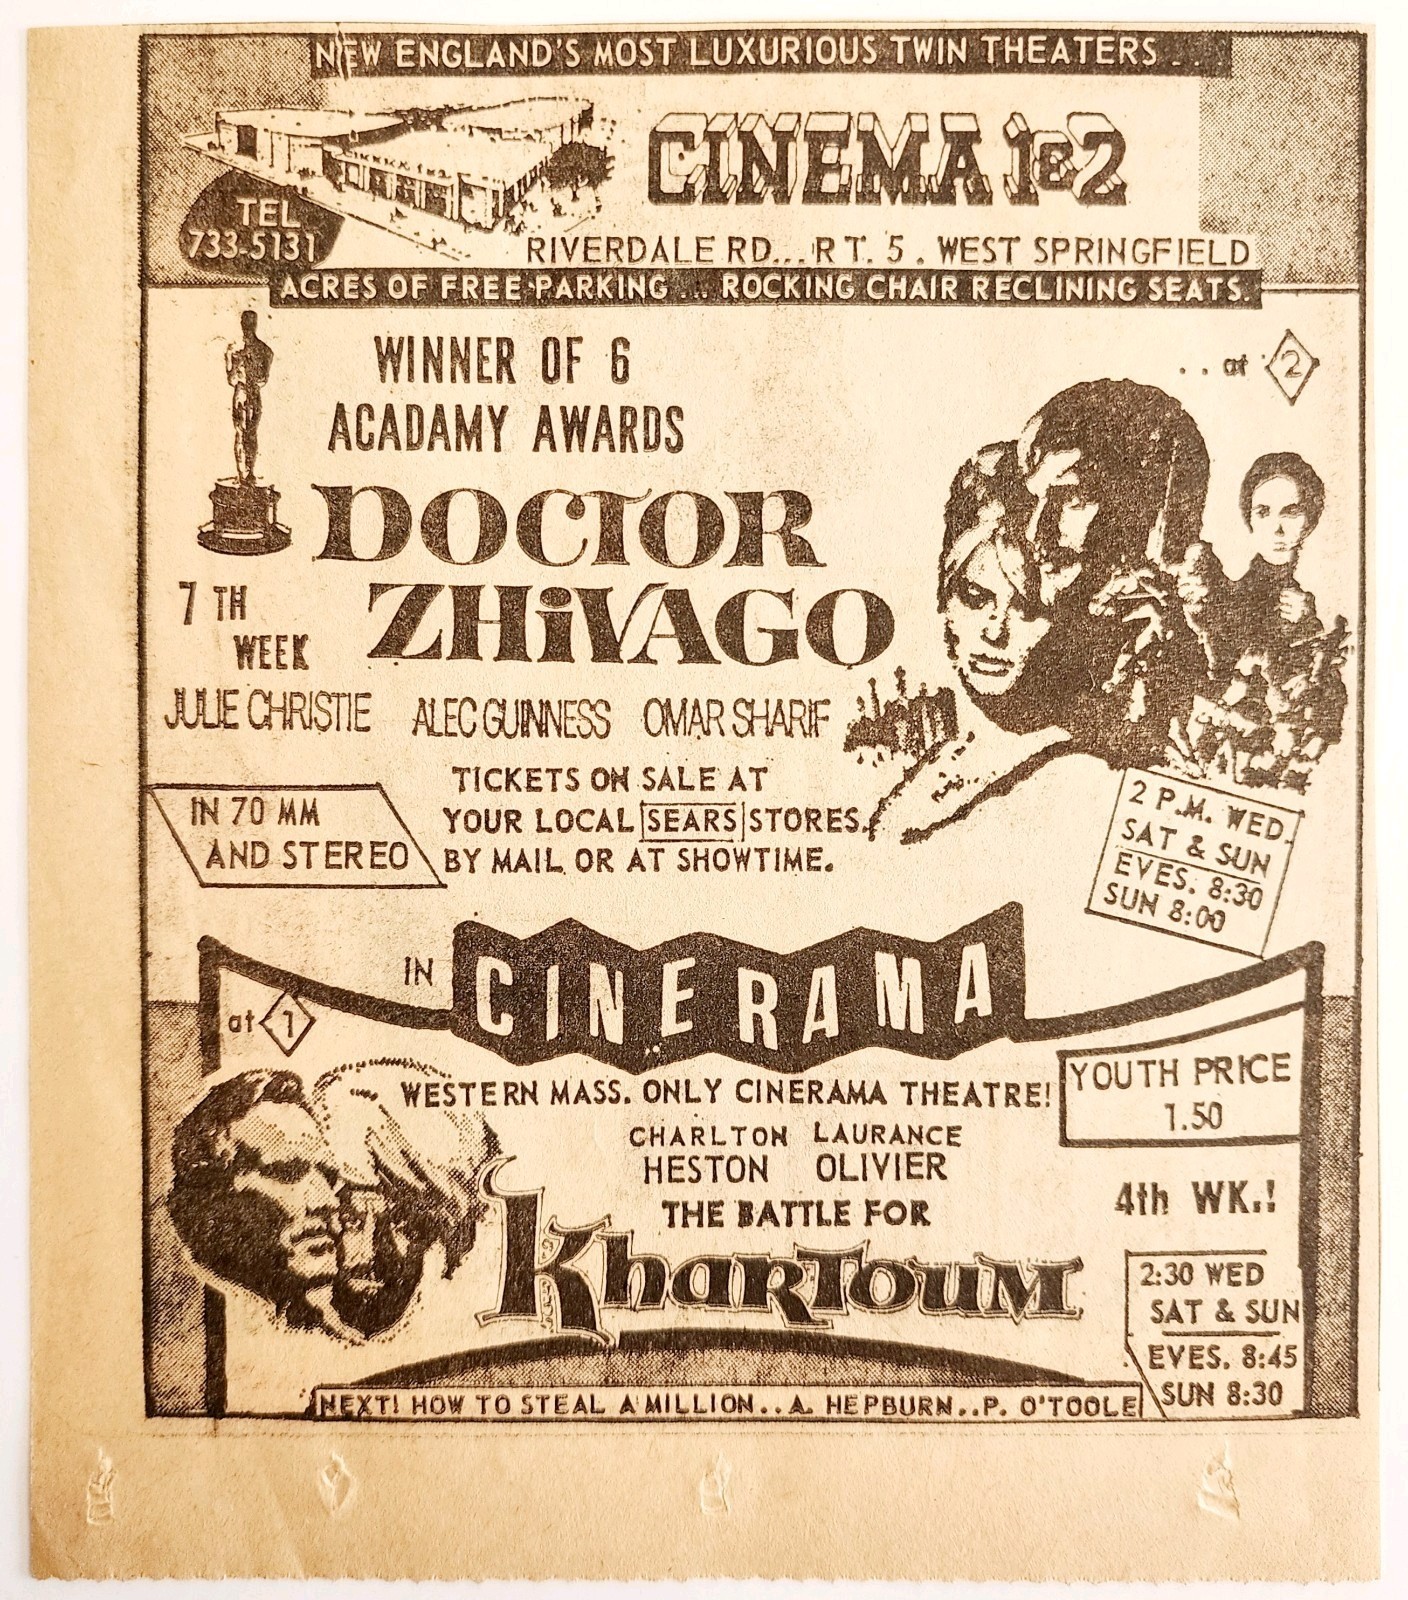 NEW ENGLAND'S MOST LUXURIOUS TWIN THEATERS . .
CINEMA 1&2
TEL
733-5131
RIVERDALE RD...RT. 5 . WEST SPRINGFIELD
ACRES OF FREE PARKING ... ROCKING CHAIR RECLINING SEATS.
WINNER OF 6
ACADAMY AWARDS
. . at 2
DOCTOR
ZHiVAGO
7 TH
WEEK
JULIE CHRISTIE ALEC GUINNESS OMAR SHARIF
TICKETS ON SALE AT
YOUR LOCAL SEARS STORES,
BY MAIL OR AT SHOWTIME.
IN 70 MM
AND STEREO
2 P.M. WED.
SAT & SUN
EVES. 8:30
SUN 8:00
IN CINERAMA
at 1
WESTERN MASS. ONLY CINERAMA THEATRE!
YOUTH PRICE
1.50
CHARLTON LAURANCE
HESTON OLIVIER
THE BATTLE FOR
KharToum
4th WK.!
2:30 WED
SAT & SUN
EVES. 8:45
SUN 8:30
NEXT! HOW TO STEAL A MILLION..A. HEPBURN..P. O'TOOLE